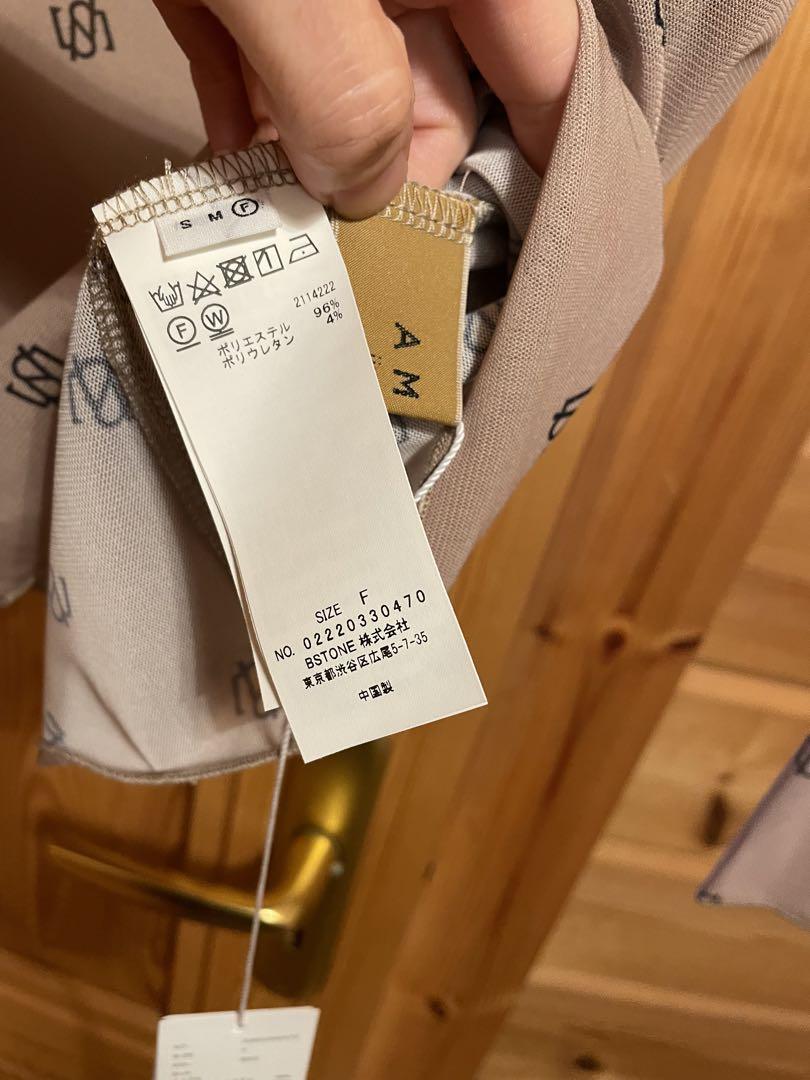 S M F
F W
2114222
ポリエステル 96%
ポリウレタン 4%
AM
SIZE F
NO. 02220330470
BSTONE 株式会社
東京都渋谷区広尾5-7-35
中国製